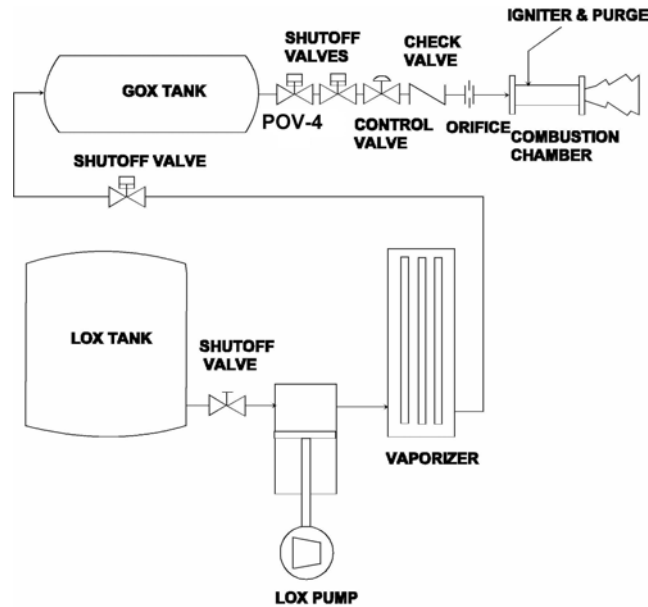 IGNITER & PURGE
SHUTOFF
VALVES
CHECK
VALVE
GOX TANK
POV-4
CONTROL
VALVE
ORIFICE
COMBUSTION
CHAMBER
SHUTOFF VALVE
LOX TANK
SHUTOFF
VALVE
VAPORIZER
LOX PUMP